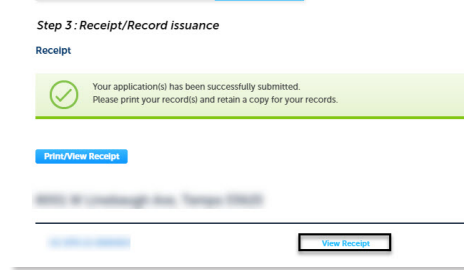 Step 3 : Receipt/Record issuance
Receipt
Your application(s) has been successfully submitted.
Please print your record(s) and retain a copy for your records.
Print/View Receipt
View Receipt